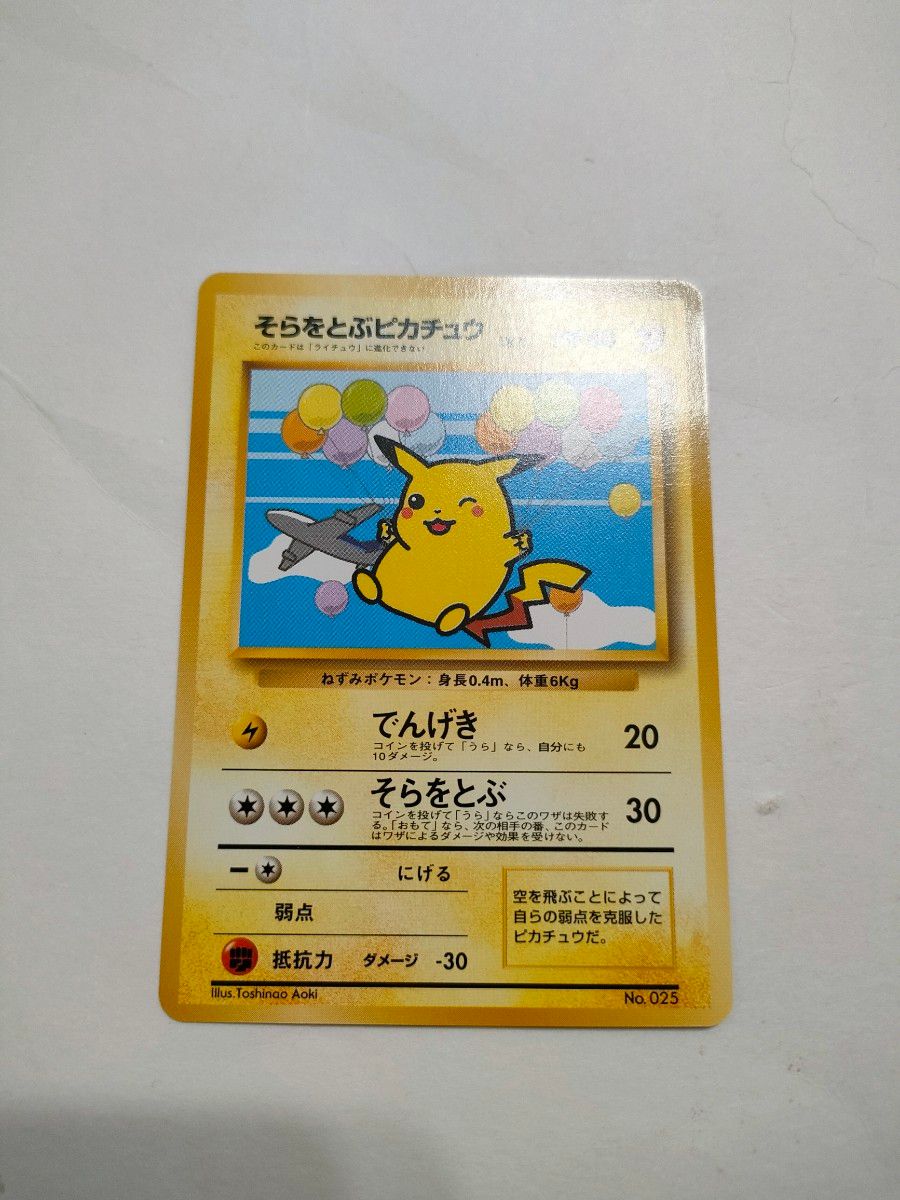 そらをとぶピカチュウ
このカードは「ライチュウ」に進化できない
ねずみポケモン：身長0.4m、体重6Kg
でんげき 20
コインを投げて「うら」なら、自分にも
10ダメージ。
そらをとぶ 30
コインを投げて「うら」ならこのワザは失敗す
る。「おもて」なら、次の相手の番、このカード
はワザによるダメージや効果を受けない。
− にげる
弱点
抵抗力 ダメージ -30
空を飛ぶことによって
自らの弱点を克服した
ピカチュウだ。
Illus.Toshinao Aoki
No. 025